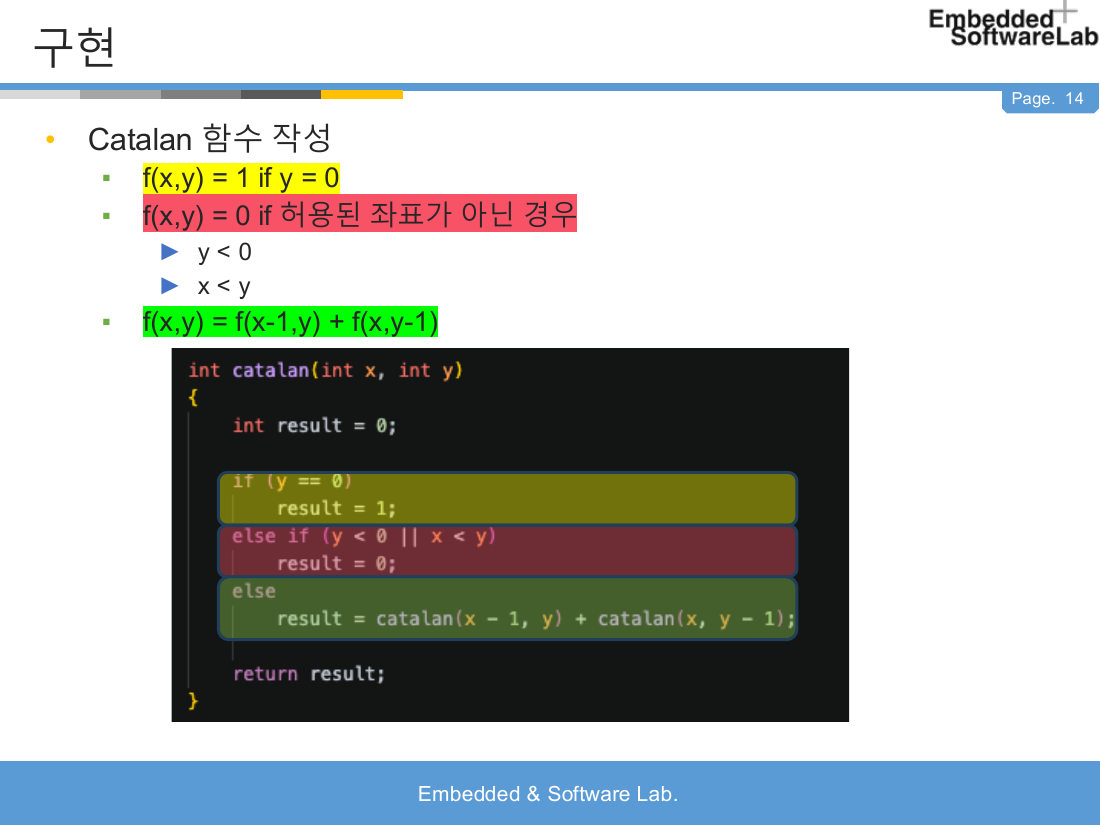 구현
Embedded
SoftwareLab
Page. 14
• Catalan 함수 작성
▪ f(x,y) = 1 if y = 0
▪ f(x,y) = 0 if 허용된 좌표가 아닌 경우
► y < 0
► x < y
▪ f(x,y) = f(x-1,y) + f(x,y-1)
int catalan(int x, int y)
{
    int result = 0;
    if (y == 0)
        result = 1;
    else if (y < 0 || x < y)
        result = 0;
    else
        result = catalan(x - 1, y) + catalan(x, y - 1);
    return result;
}
Embedded & Software Lab.